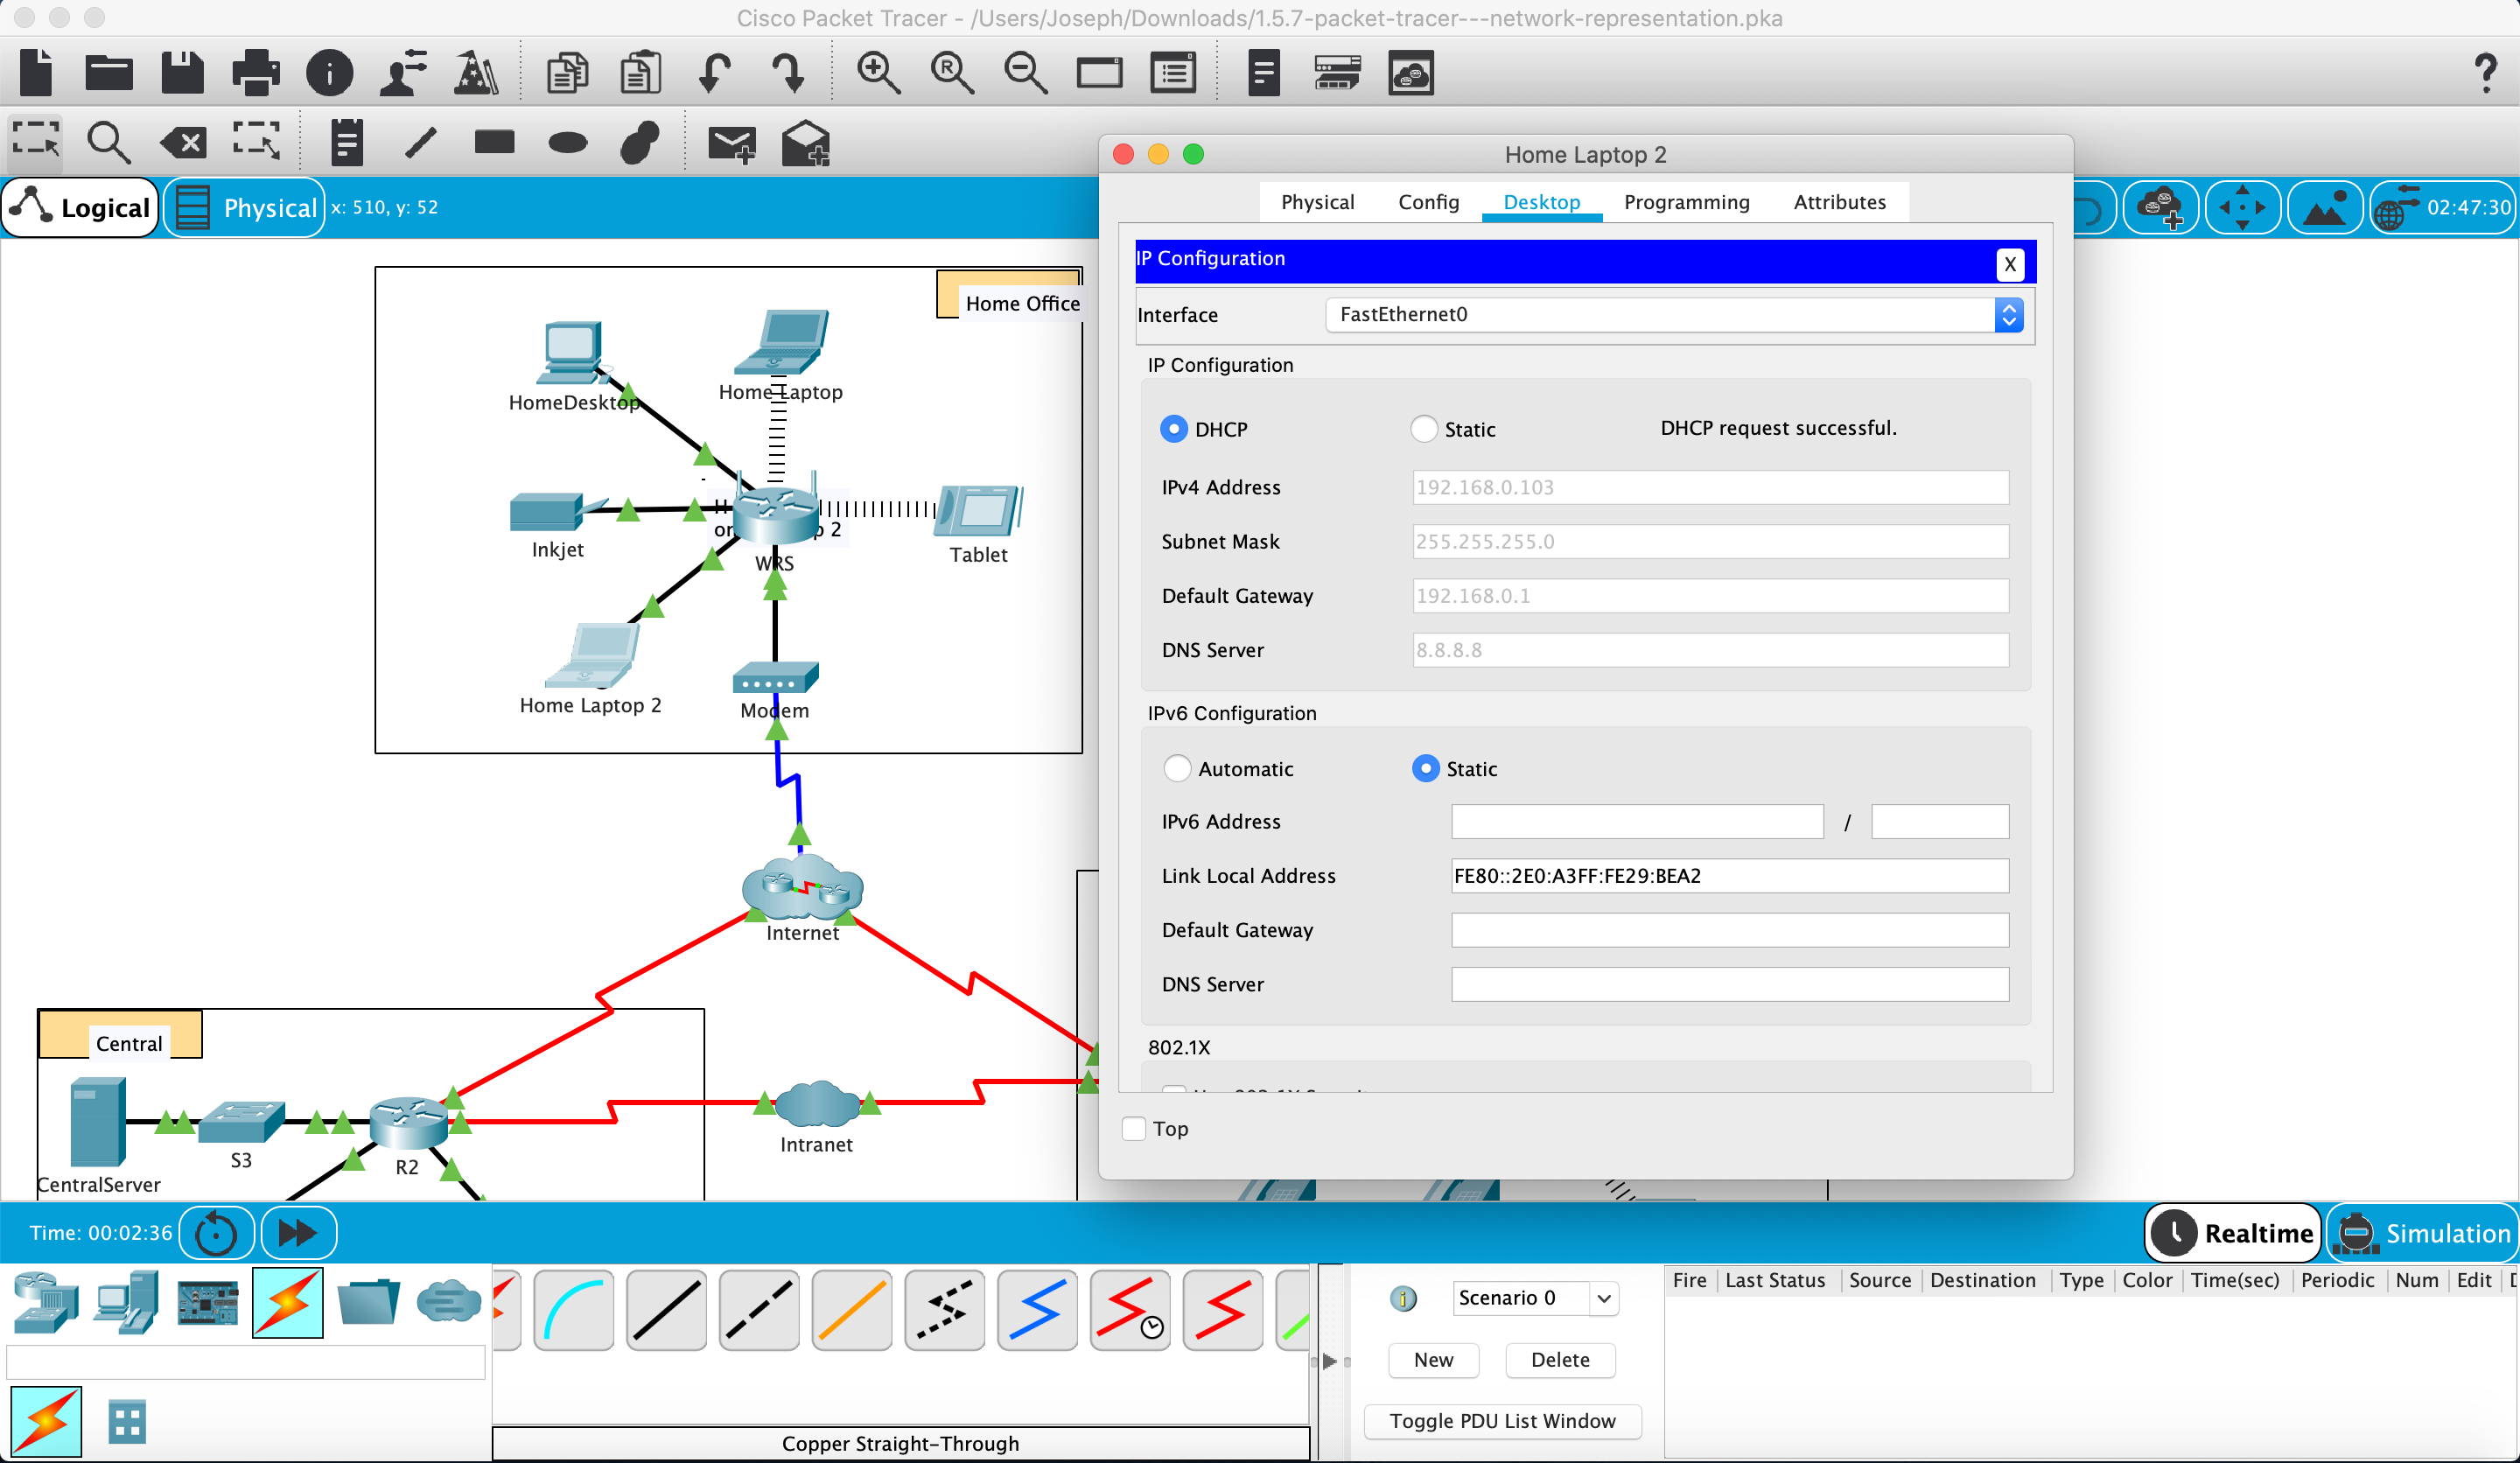 Cisco Packet Tracer - /Users/Joseph/Downloads/1.5.7-packet-tracer---network-representation.pka
Logical
Physical
x: 510, y: 52
02:47:30
Home Laptop 2
Physical
Config
Desktop
Programming
Attributes
IP Configuration
X
Interface
FastEthernet0
IP Configuration
DHCP
Static
DHCP request successful.
IPv4 Address
192.168.0.103
Subnet Mask
255.255.255.0
Default Gateway
192.168.0.1
DNS Server
8.8.8.8
IPv6 Configuration
Automatic
Static
IPv6 Address
/
Link Local Address
FE80::2E0:A3FF:FE29:BEA2
Default Gateway
DNS Server
802.1X
Top
Home Office
HomeDesktop
Home Laptop
Inkjet
p 2
WRS
Tablet
Home Laptop 2
Modem
Internet
Central
CentralServer
S3
R2
Intranet
Time: 00:02:36
Realtime
Simulation
Scenario 0
New
Delete
Toggle PDU List Window
Fire
Last Status
Source
Destination
Type
Color
Time(sec)
Periodic
Num
Edit
Copper Straight-Through